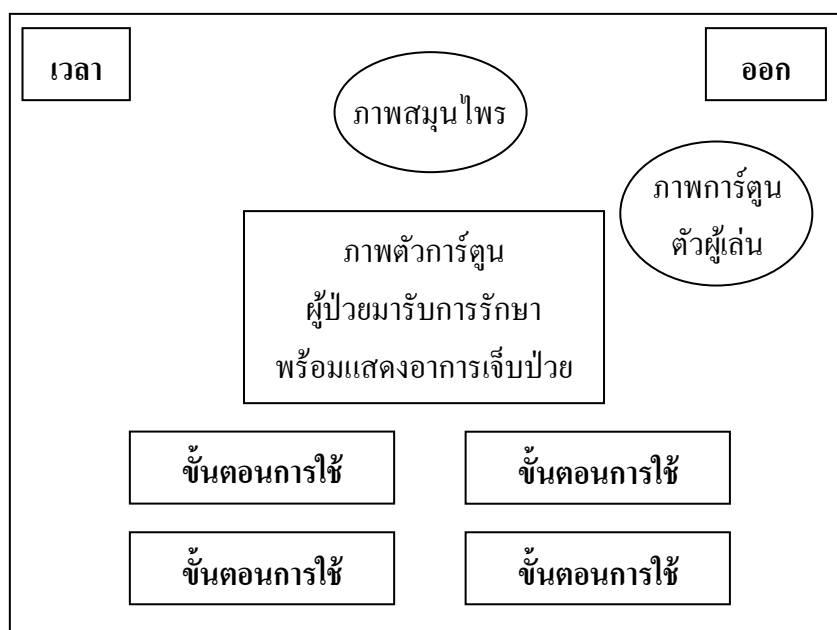 เวลา
ภาพสมุนไพร
ออก
ภาพการ์ตูน
ตัวผู้เล่น
ภาพตัวการ์ตูน
ผู้ป่วยมารับการรักษา
พร้อมแสดงอาการเจ็บป่วย
ขั้นตอนการใช้
ขั้นตอนการใช้
ขั้นตอนการใช้
ขั้นตอนการใช้